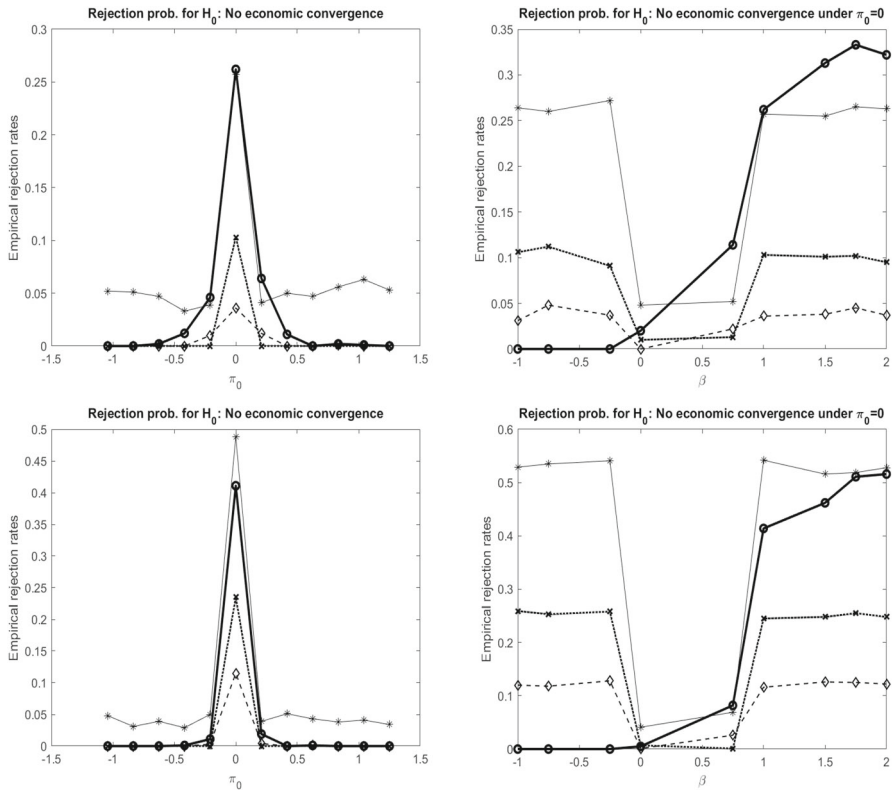 Rejection prob. for H0: No economic convergence
Empirical rejection rates
0.3
0.25
0.2
0.15
0.1
0.05
0
-1.5 -1 -0.5 0 0.5 1 1.5
π0
Rejection prob. for H0: No economic convergence under π0=0
Empirical rejection rates
0.35
0.3
0.25
0.2
0.15
0.1
0.05
0
-1 -0.5 0 0.5 1 1.5 2
β
Rejection prob. for H0: No economic convergence
Empirical rejection rates
0.5
0.45
0.4
0.35
0.3
0.25
0.2
0.15
0.1
0.05
0
-1.5 -1 -0.5 0 0.5 1 1.5
π0
Rejection prob. for H0: No economic convergence under π0=0
Empirical rejection rates
0.6
0.5
0.4
0.3
0.2
0.1
0
-1 -0.5 0 0.5 1 1.5 2
β